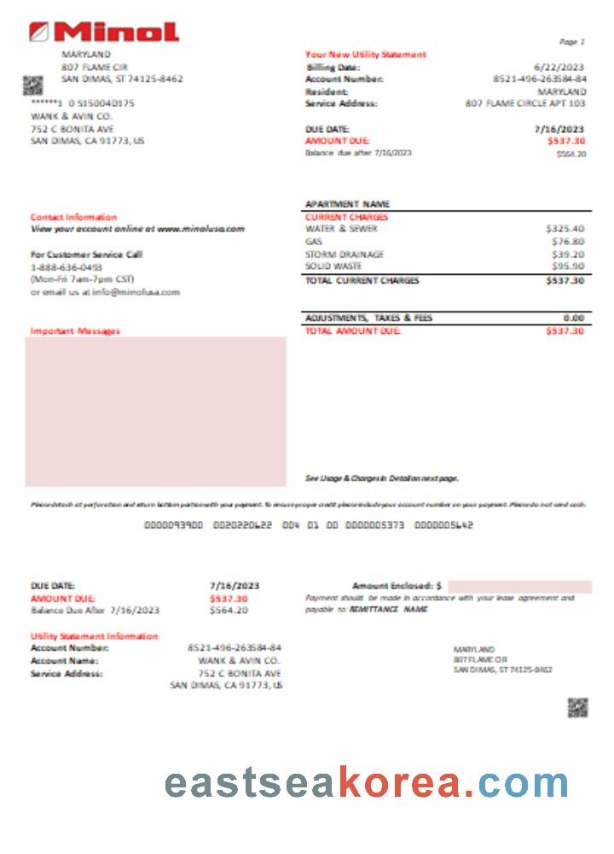 Minol
Page 1
MARYLAND
807 FLAME CIR
SAN DIMAS, ST 74125-8462
******1 0 S15004D175
WANK & AVIN CO.
752 C BONITA AVE
SAN DIMAS, CA 91773, US
Your New Utility Statement
Billing Date: 6/22/2023
Account Number: 8521-496-263584-84
Resident: MARYLAND
Service Address: 807 FLAME CIRCLE APT 103
DUE DATE: 7/16/2023
AMOUNT DUE: $537.30
Balance due after 7/16/2023 $564.20
Contact Information
View your account online at www.minolusa.com
For Customer Service Call
1-888-636-0493
(Mon-Fri 7am-7pm CST)
or email us at info@minolusa.com
APARTMENT NAME
CURRENT CHARGES
WATER & SEWER $325.40
GAS $76.80
STORM DRAINAGE $39.20
SOLID WASTE $95.90
TOTAL CURRENT CHARGES $537.30
ADJUSTMENTS, TAXES & FEES 0.00
TOTAL AMOUNT DUE: $537.30
Important Messages
See Usage & Charges in Detail on next page.
Please detach at perforation and return bottom portion with your payment. To ensure proper credit please include your account number on your payment. Please do not send cash.
0000093900 0020220622 004 01 00 0000005373 0000005642
DUE DATE: 7/16/2023
AMOUNT DUE: $537.30
Balance Due After 7/16/2023 $564.20
Amount Enclosed: $
Payment should be made in accordance with your lease agreement and
payable to: REMITTANCE NAME
Utility Statement Information
Account Number: 8521-496-263584-84
Account Name: WANK & AVIN CO.
Service Address: 752 C BONITA AVE
SAN DIMAS, CA 91773, US
MARYLAND
807 FLAME CIR
SAN DIMAS, ST 74125-8462
eastseakorea.com